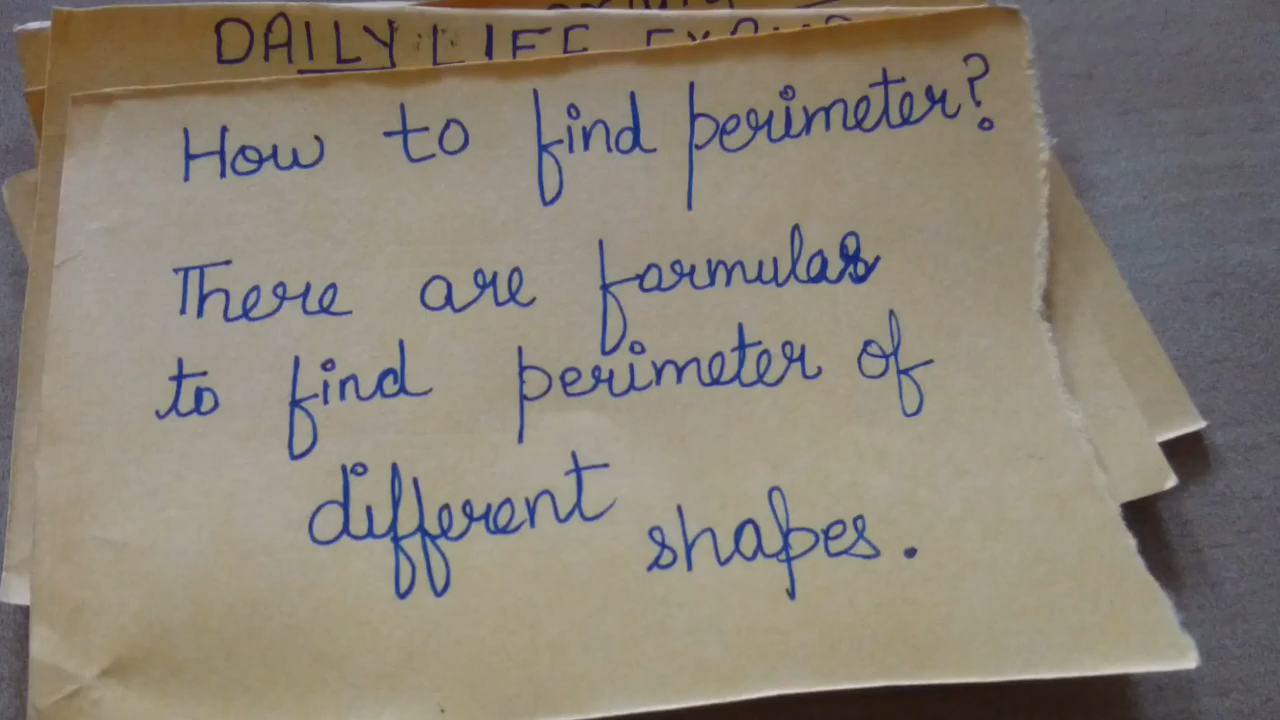 DAILY LIFE
How to find perimeter?
There are formulas
to find perimeter of
different shapes.